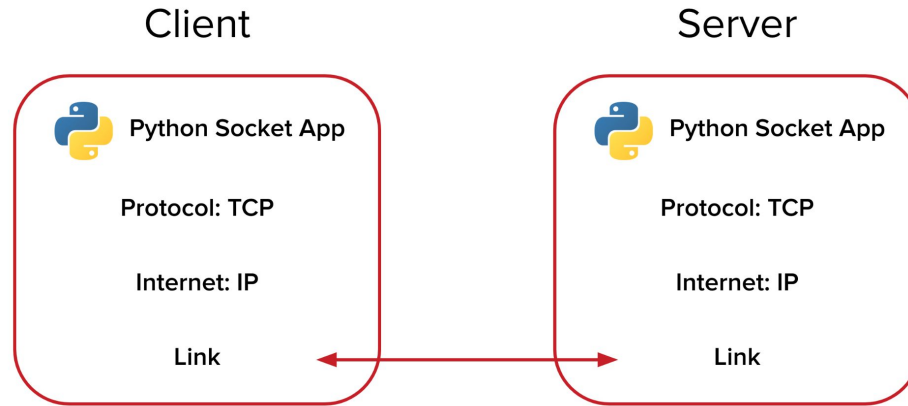 Client
Server
Python Socket App
Protocol: TCP
Internet: IP
Link
Python Socket App
Protocol: TCP
Internet: IP
Link